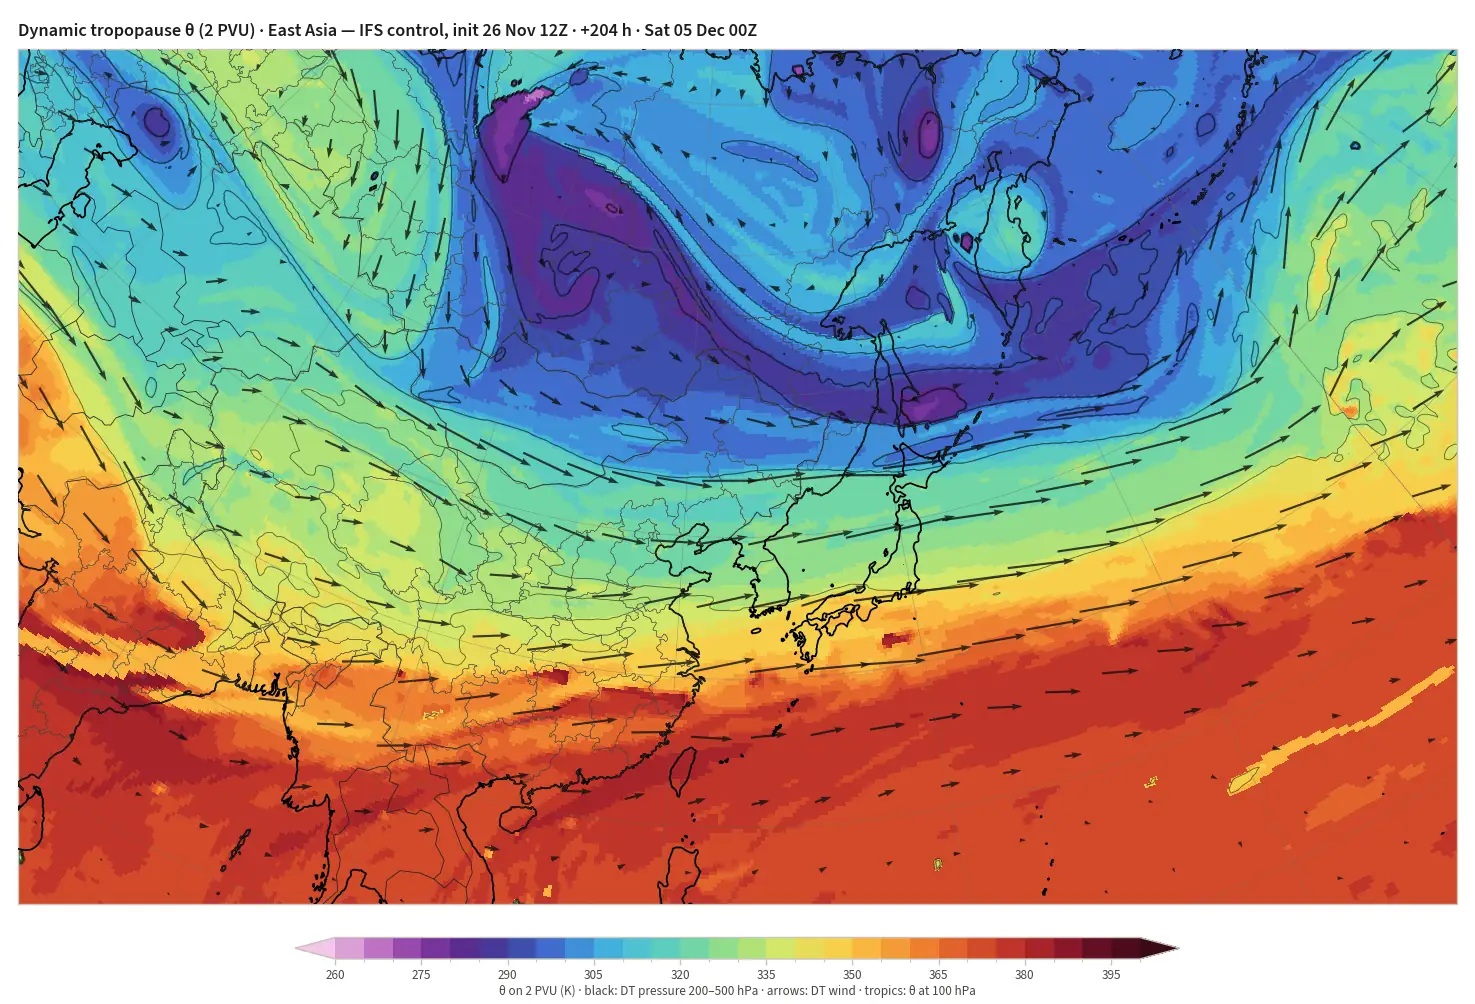 Dynamic tropopause θ (2 PVU) · East Asia — IFS control, init 26 Nov 12Z · +204 h · Sat 05 Dec 00Z
260 275 290 305 320 335 350 365 380 395
θ on 2 PVU (K) · black: DT pressure 200–500 hPa · arrows: DT wind · tropics: θ at 100 hPa